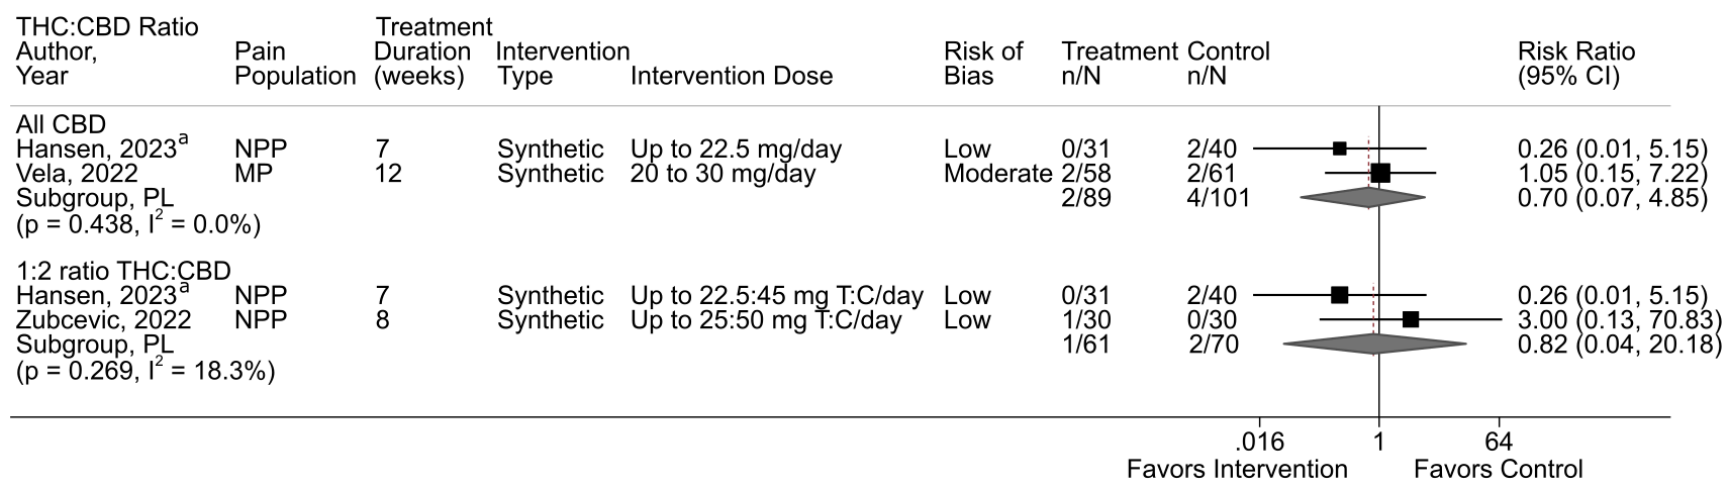 THC:CBD Ratio Treatment
Author, Pain Duration Intervention Risk of Treatment Control Risk Ratio
Year Population (weeks) Type Intervention Dose Bias n/N n/N (95% CI)
All CBD
Hansen, 2023ª NPP 7 Synthetic Up to 22.5 mg/day Low 0/31 2/40 0.26 (0.01, 5.15)
Vela, 2022 MP 12 Synthetic 20 to 30 mg/day Moderate 2/58 2/61 1.05 (0.15, 7.22)
Subgroup, PL 2/89 4/101 0.70 (0.07, 4.85)
(p = 0.438, I² = 0.0%)
1:2 ratio THC:CBD
Hansen, 2023ª NPP 7 Synthetic Up to 22.5:45 mg T:C/day Low 0/31 2/40 0.26 (0.01, 5.15)
Zubcevic, 2022 NPP 8 Synthetic Up to 25:50 mg T:C/day Low 1/30 0/30 3.00 (0.13, 70.83)
Subgroup, PL 1/61 2/70 0.82 (0.04, 20.18)
(p = 0.269, I² = 18.3%)
.016 1 64
Favors Intervention Favors Control